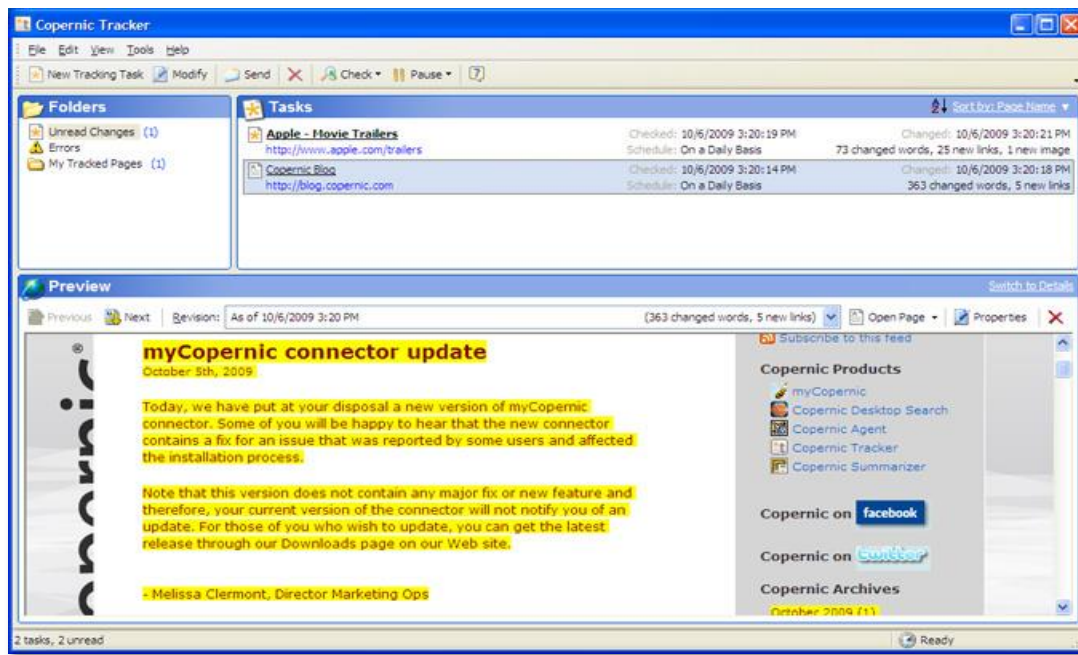 Copernic Tracker
File Edit View Tools Help
New Tracking Task Modify Send Check Pause
Folders
Unread Changes (1)
Errors
My Tracked Pages (1)
Tasks
Sort by: Page Name
Apple - Movie Trailers
Checked: 10/6/2009 3:20:19 PM
Changed: 10/6/2009 3:20:21 PM
http://www.apple.com/trailers
Schedule: On a Daily Basis
73 changed words, 25 new links, 1 new image
Copernic Blog
Checked: 10/6/2009 3:20:14 PM
Changed: 10/6/2009 3:20:18 PM
http://blog.copernic.com
Schedule: On a Daily Basis
363 changed words, 5 new links
Preview
Switch to Details
Previous Next Revision: As of 10/6/2009 3:20 PM (363 changed words, 5 new links) Open Page Properties
opernic®
myCopernic connector update
October 5th, 2009
Today, we have put at your disposal a new version of myCopernic
connector. Some of you will be happy to hear that the new connector
contains a fix for an issue that was reported by some users and affected
the installation process.
Note that this version does not contain any major fix or new feature and
therefore, your current version of the connector will not notify you of an
update. For those of you who wish to update, you can get the latest
release through our Downloads page on our Web site.
- Melissa Clermont, Director Marketing Ops
Subscribe to this feed
Copernic Products
myCopernic
Copernic Desktop Search
Copernic Agent
Copernic Tracker
Copernic Summarizer
Copernic on facebook
Copernic on twitter
Copernic Archives
October 2009 (1)
2 tasks, 2 unread
Ready